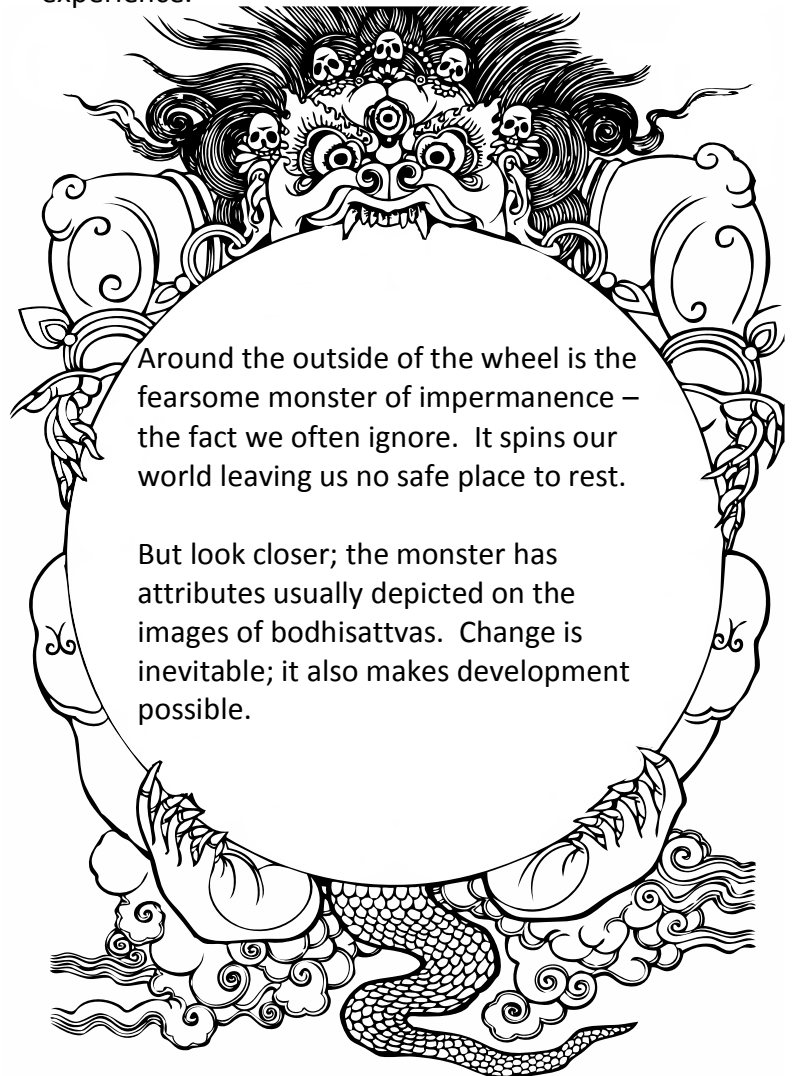 experience.
Around the outside of the wheel is the
fearsome monster of impermanence –
the fact we often ignore.  It spins our
world leaving us no safe place to rest.
But look closer; the monster has
attributes usually depicted on the
images of bodhisattvas.  Change is
inevitable; it also makes development
possible.